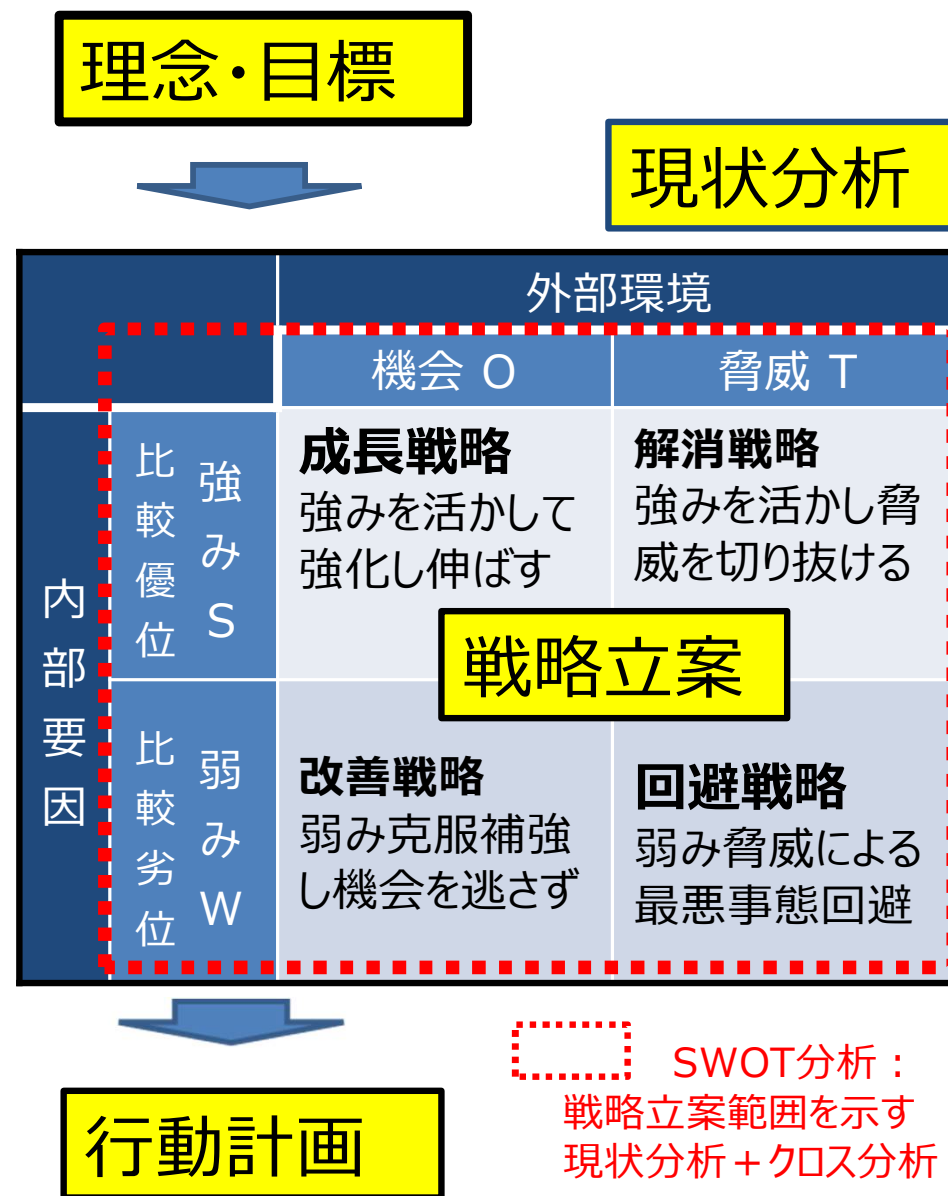 理念・目標
現状分析
外部環境
機会 O
脅威 T
内部要因
比較優位
強みS
成長戦略
強みを活かして
強化し伸ばす
解消戦略
強みを活かし脅
威を切り抜ける
戦略立案
比較劣位
弱みW
改善戦略
弱み克服補強
し機会を逃さず
回避戦略
弱み脅威による
最悪事態回避
SWOT分析：
戦略立案範囲を示す
現状分析＋クロス分析
行動計画